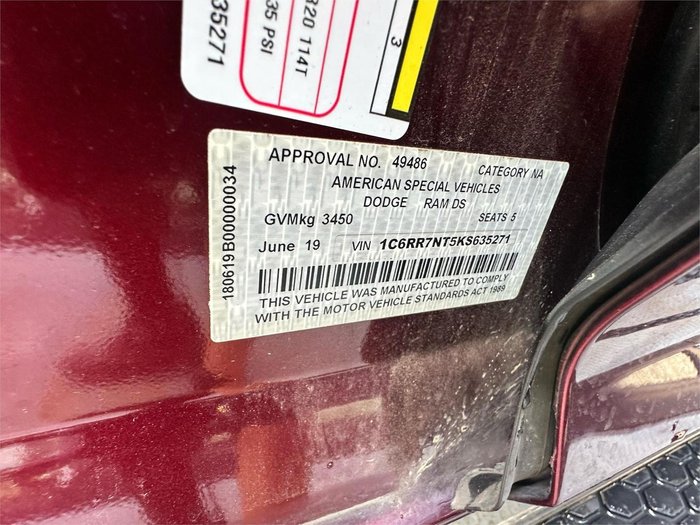 35271
35 PSI
R20 114T
3
APPROVAL NO. 49486 CATEGORY NA
AMERICAN SPECIAL VEHICLES
DODGE RAM DS
GVMkg 3450 SEATS 5
June 19 VIN 1C6RR7NT5KS635271
THIS VEHICLE WAS MANUFACTURED TO COMPLY
WITH THE MOTOR VEHICLE STANDARDS ACT 1989
180619B00000034